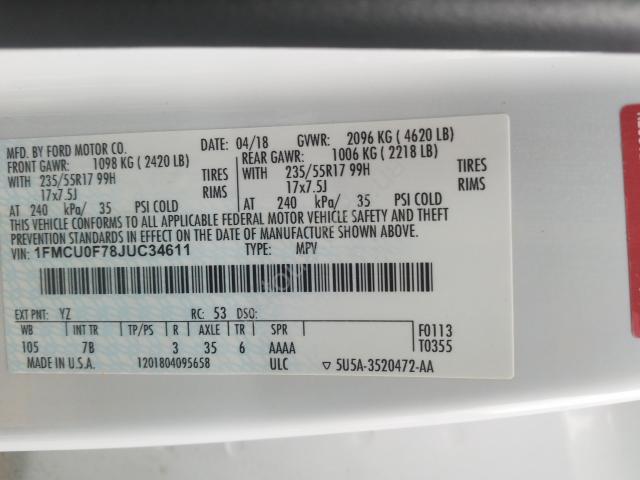 MFD. BY FORD MOTOR CO. DATE: 04/18 GVWR: 2096 KG ( 4620 LB)
FRONT GAWR: 1098 KG ( 2420 LB) REAR GAWR: 1006 KG ( 2218 LB)
WITH 235/55R17 99H TIRES WITH 235/55R17 99H TIRES
17x7.5J RIMS 17x7.5J RIMS
AT 240 kPa/ 35 PSI COLD AT 240 kPa/ 35 PSI COLD
THIS VEHICLE CONFORMS TO ALL APPLICABLE FEDERAL MOTOR VEHICLE SAFETY AND THEFT
PREVENTION STANDARDS IN EFFECT ON THE DATE OF MANUFACTURE SHOWN ABOVE.
VIN: 1FMCU0F78JUC34611 TYPE: MPV
EXT PNT: YZ RC: 53 DSO:
WB INT TR TP/PS R AXLE TR SPR F0113
105 7B 3 35 6 AAAA T0355
MADE IN U.S.A. 1201804095658 ULC ▽ 5U5A-3520472-AA